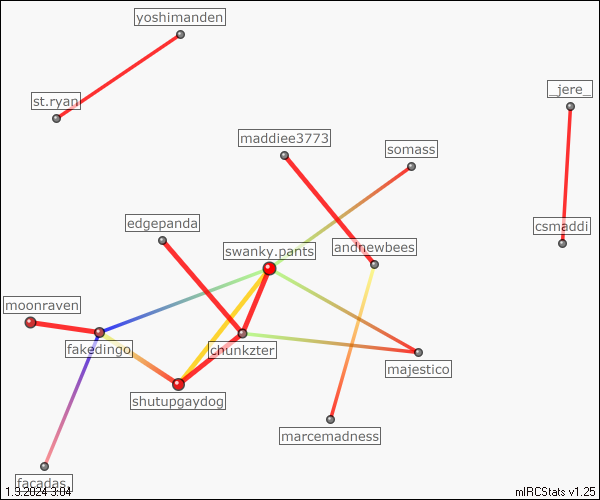 yoshimanden
_jere_
st.ryan
maddiee3773
somass
edgepanda
csmaddi
swanky.pants
andnewbees
moonraven
fakedingo
chunkzter
majestico
shutupgaydog
marcemadness
facadas_
1.9.2024 3:04
mIRCStats v1.25